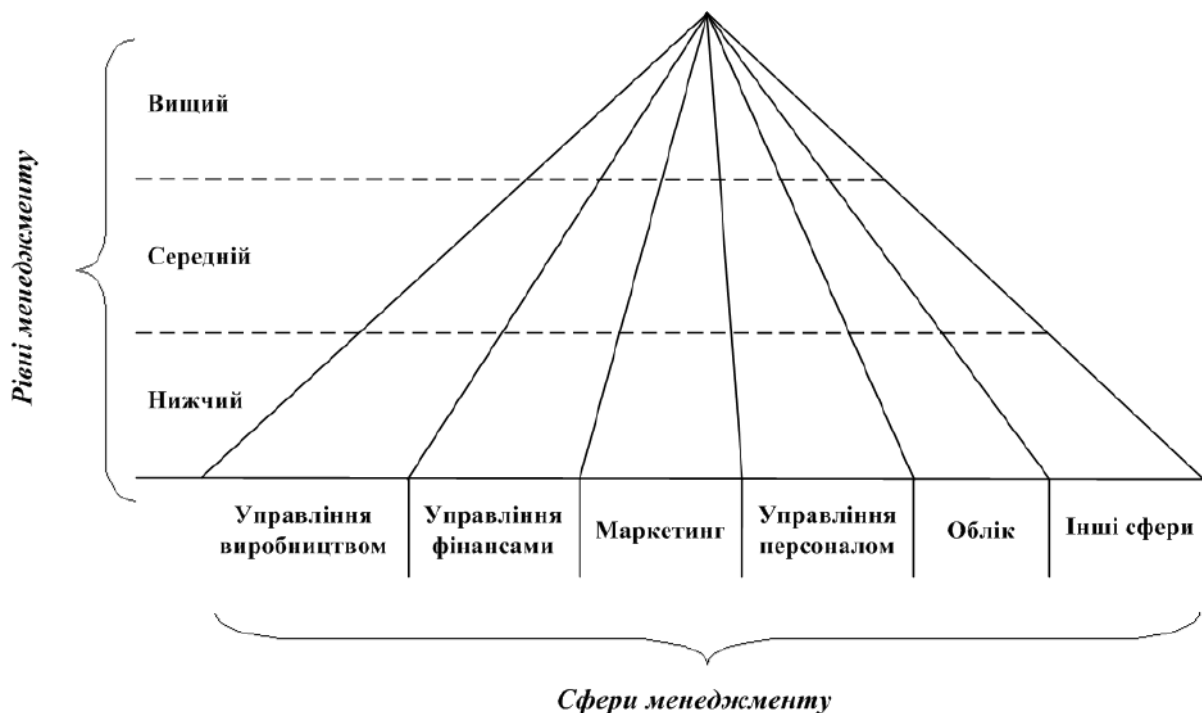 Вищий
Середній
Нижчий
Рівні менеджменту
Управління
виробництвом
Управління
фінансами
Маркетинг
Управління
персоналом
Облік
Інші сфери
Сфери менеджменту